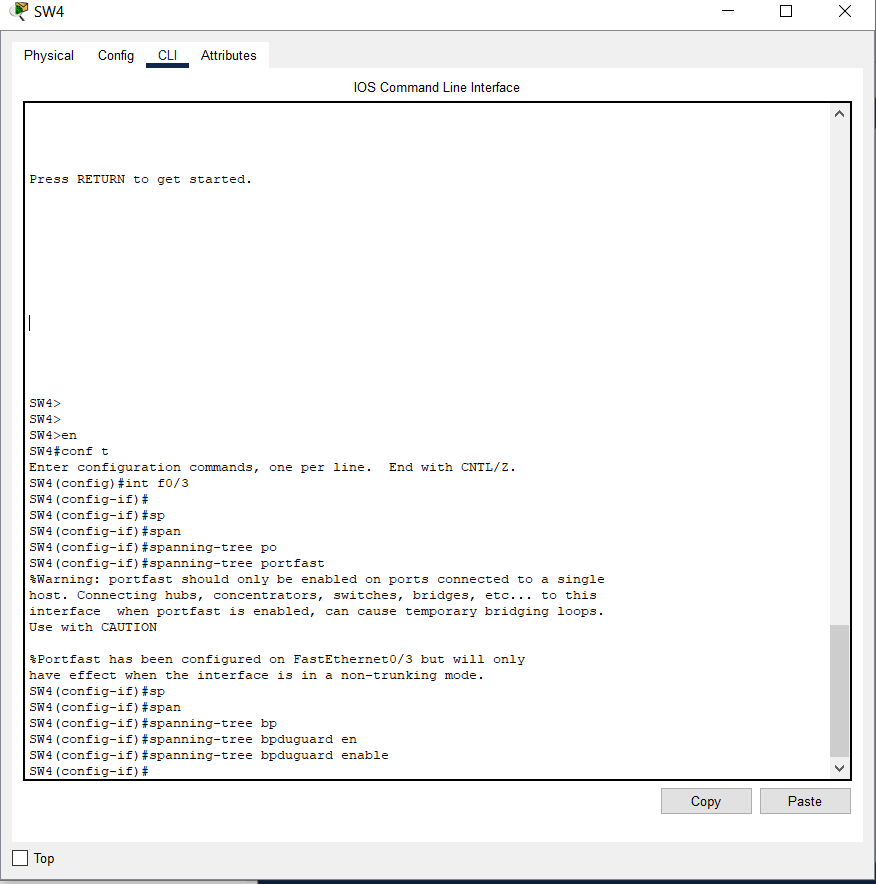 SW4
Physical Config CLI Attributes
IOS Command Line Interface
Press RETURN to get started.
SW4>
SW4>
SW4>en
SW4#conf t
Enter configuration commands, one per line.  End with CNTL/Z.
SW4(config)#int f0/3
SW4(config-if)#
SW4(config-if)#sp
SW4(config-if)#span
SW4(config-if)#spanning-tree po
SW4(config-if)#spanning-tree portfast
%Warning: portfast should only be enabled on ports connected to a single
host. Connecting hubs, concentrators, switches, bridges, etc... to this
interface  when portfast is enabled, can cause temporary bridging loops.
Use with CAUTION
%Portfast has been configured on FastEthernet0/3 but will only
have effect when the interface is in a non-trunking mode.
SW4(config-if)#sp
SW4(config-if)#span
SW4(config-if)#spanning-tree bp
SW4(config-if)#spanning-tree bpduguard en
SW4(config-if)#spanning-tree bpduguard enable
SW4(config-if)#
Copy Paste
Top